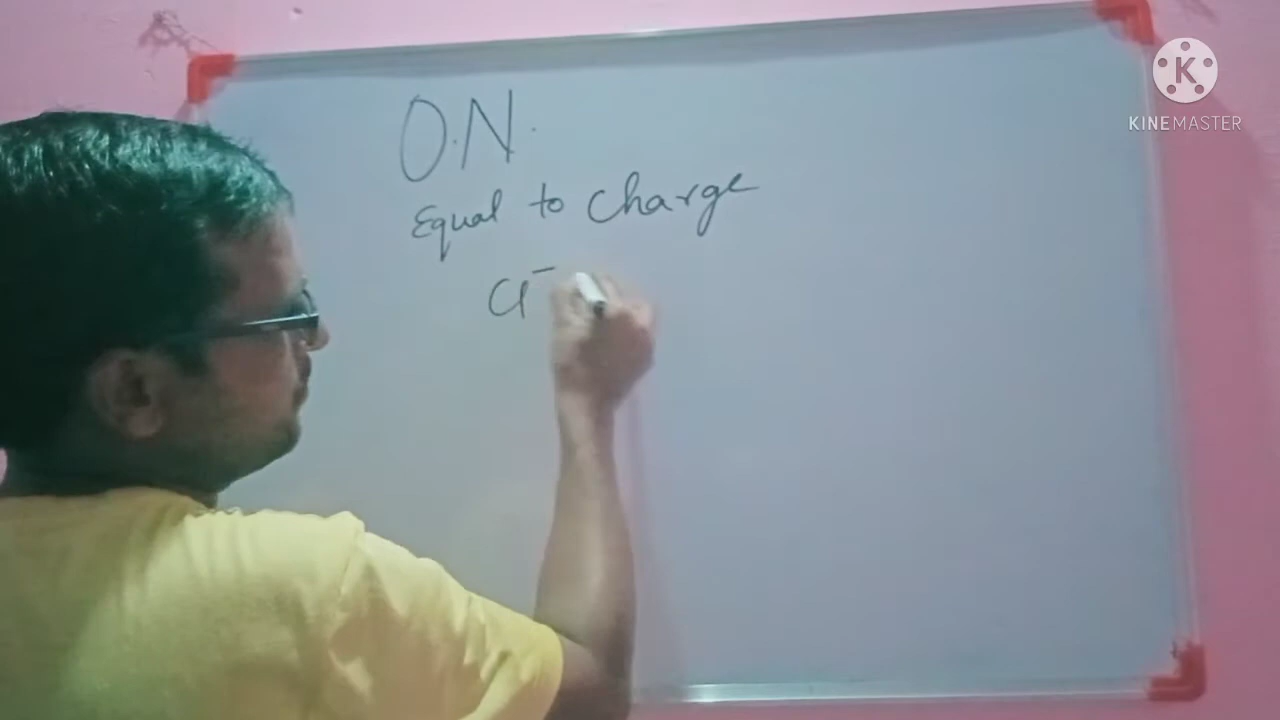 O.N.
Equal to charge
Cl⁻
K
KINEMASTER